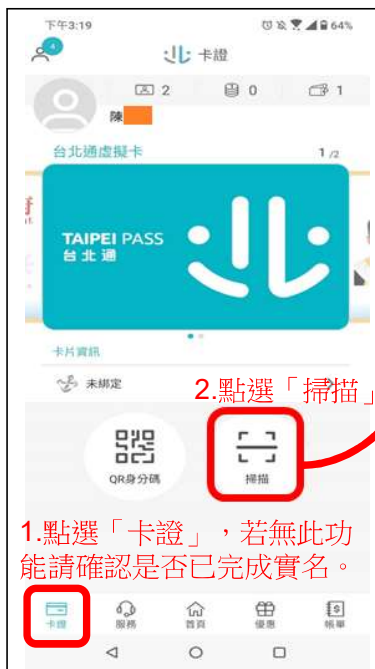 下午3:19
64%
4
卡證
2
0
1
陳
台北通虛擬卡
1 /2
TAIPEI PASS
台北通
卡片資訊
未綁定
2.點選「掃描」
QR身分碼
掃描
1.點選「卡證」，若無此功
能請確認是否已完成實名。
卡證
服務
首頁
優惠
帳單